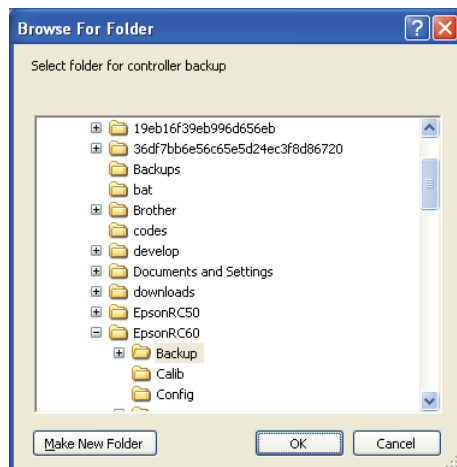 Browse For Folder
Select folder for controller backup
19eb16f39eb996d656eb
36df7bb6e56c65e5d24ec3f8d86720
Backups
bat
Brother
codes
develop
Documents and Settings
downloads
EpsonRC50
EpsonRC60
Backup
Calib
Config
Make New Folder
OK
Cancel